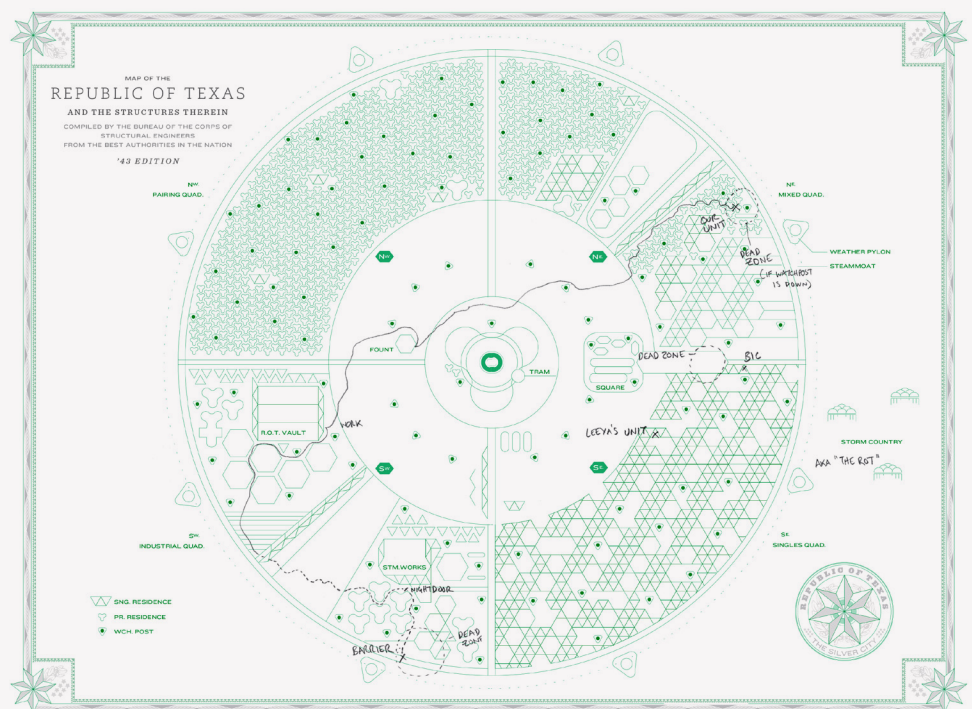 MAP OF THE
REPUBLIC OF TEXAS
AND THE STRUCTURES THEREIN
COMPILED BY THE BUREAU OF THE CORPS OF
STRUCTURAL ENGINEERS
FROM THE BEST AUTHORITIES IN THE NATION
'43 EDITION
NW.
PAIRING QUAD.
NE.
MIXED QUAD.
OUR
UNIT
DEAD
ZONE
(IF WATCHPOST
IS DOWN)
WEATHER PYLON
STEAMMOAT
NW
NE
FOUNT
TRAM
SQUARE
DEAD ZONE
BIC
R.O.T. VAULT
WORK
LEEYA'S UNIT
STORM COUNTRY
AKA "THE ROT"
SW
SE
SW.
INDUSTRIAL QUAD.
SE.
SINGLES QUAD.
STM.WORKS
NIGHTDOOR
BARRIER
DEAD
ZONE
SNG. RESIDENCE
PR. RESIDENCE
WCH. POST
REPUBLIC OF TEXAS
THE SILVER CITY